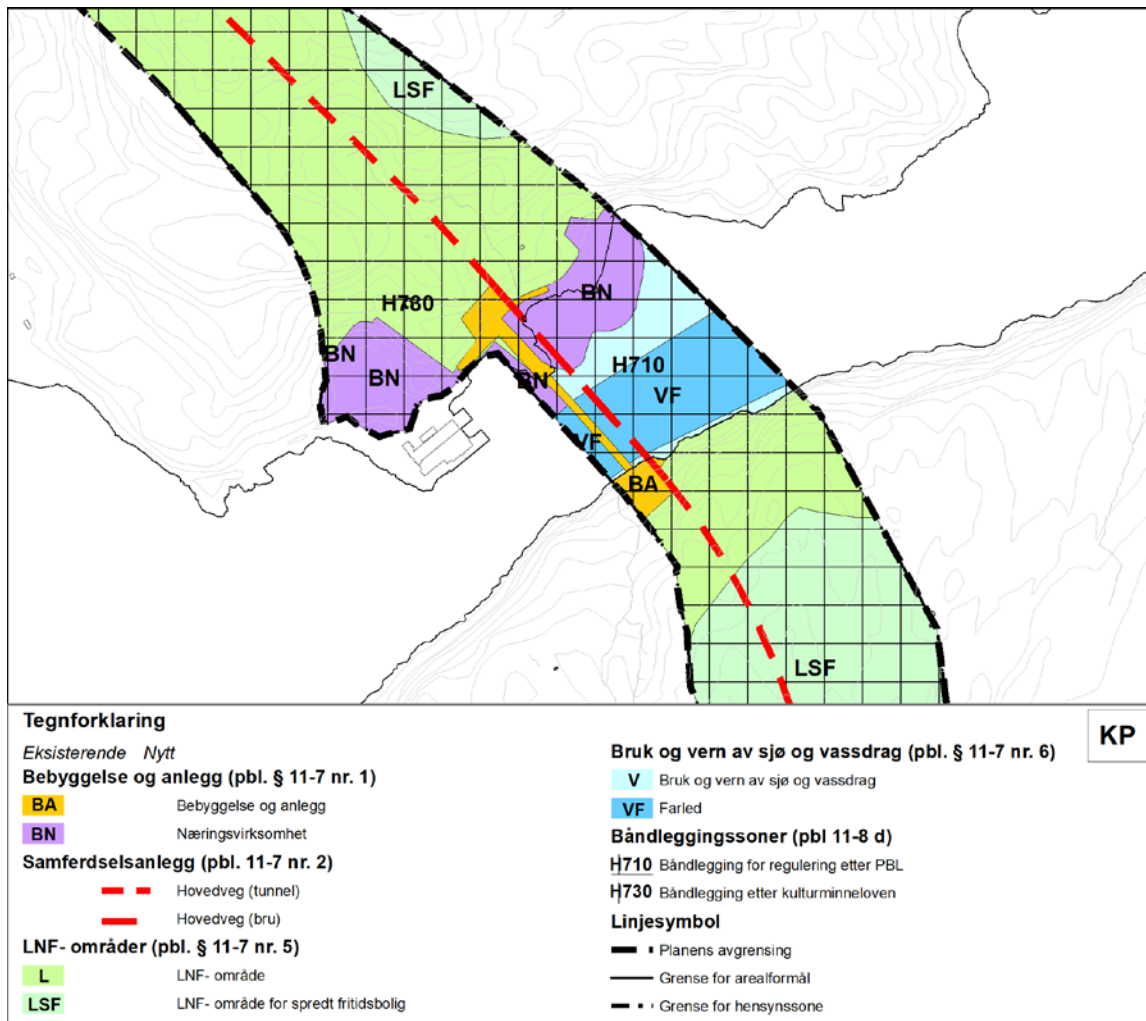 LSF
BN
H730
H710
BN
BN
BN
VF
VF
BA
LSF
Tegnforklaring
KP
Eksisterende Nytt
Bebyggelse og anlegg (pbl. § 11-7 nr. 1)
BA Bebyggelse og anlegg
BN Næringsvirksomhet
Samferdselsanlegg (pbl. 11-7 nr. 2)
Hovedveg (tunnel)
Hovedveg (bru)
LNF- områder (pbl. § 11-7 nr. 5)
L LNF- område
LSF LNF- område for spredt fritidsbolig
Bruk og vern av sjø og vassdrag (pbl. § 11-7 nr. 6)
V Bruk og vern av sjø og vassdrag
VF Farled
Båndleggingssoner (pbl 11-8 d)
H710 Båndlegging for regulering etter PBL
H730 Båndlegging etter kulturminneloven
Linjesymbol
Planens avgrensing
Grense for arealformål
Grense for hensynssone